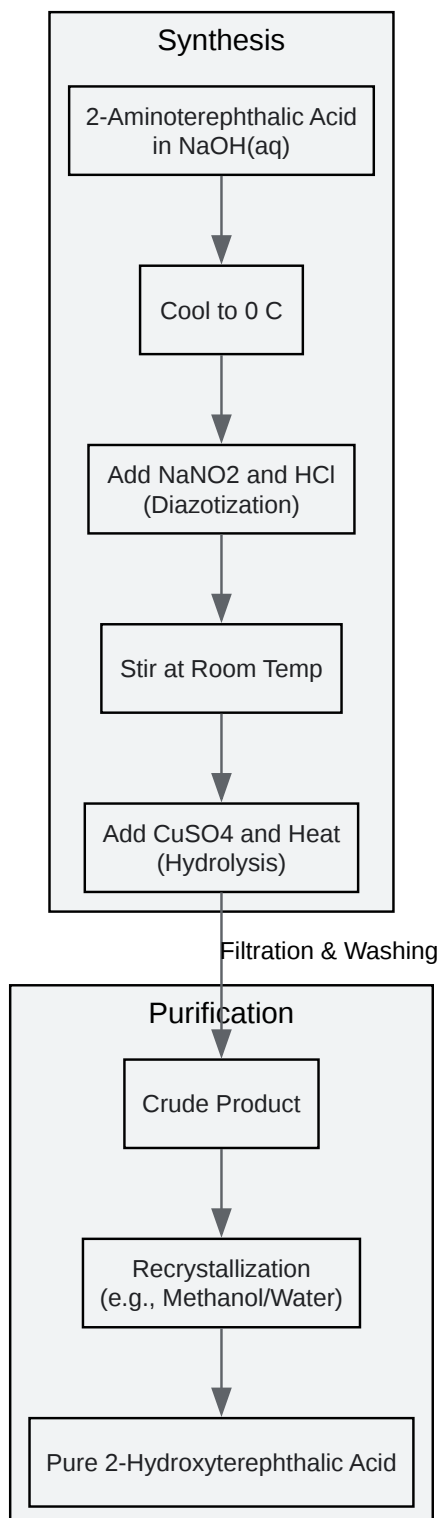 Synthesis
2-Aminoterephthalic Acid
in NaOH(aq)
Cool to 0 C
Add NaNO2 and HCl
(Diazotization)
Stir at Room Temp
Add CuSO4 and Heat
(Hydrolysis)
Filtration & Washing
Purification
Crude Product
Recrystallization
(e.g., Methanol/Water)
Pure 2-Hydroxyterephthalic Acid